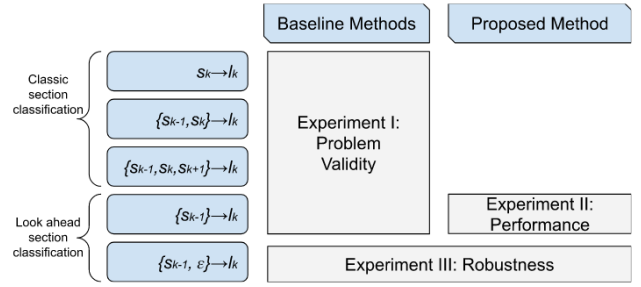 Baseline Methods
Proposed Method
Classic
section
classification
sₖ→lₖ
{sₖ₋₁,sₖ}→lₖ
{sₖ₋₁,sₖ,sₖ₊₁}→lₖ
Experiment I:
Problem
Validity
Look ahead
section
classification
{sₖ₋₁}→lₖ
{sₖ₋₁, ε}→lₖ
Experiment II:
Performance
Experiment III: Robustness